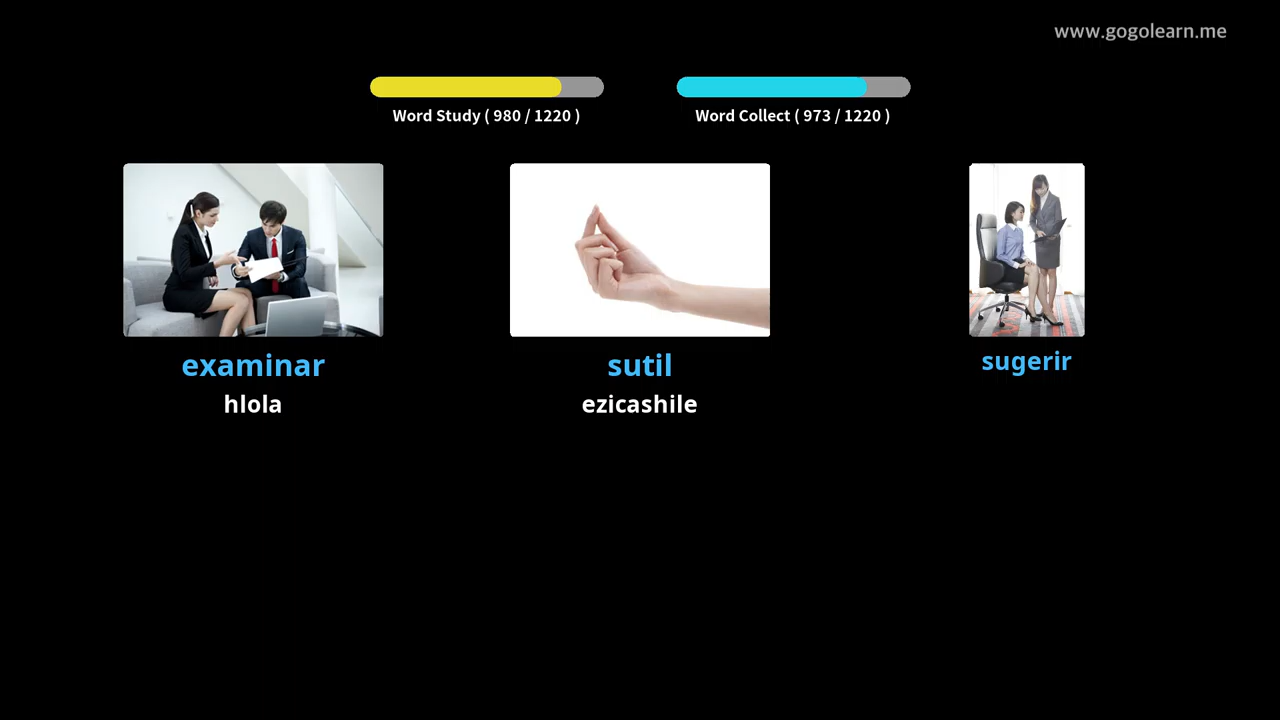 www.gogolearn.me
Word Study ( 980 / 1220 )
Word Collect ( 973 / 1220 )
examinar
hlola
sutil
ezicashile
sugerir